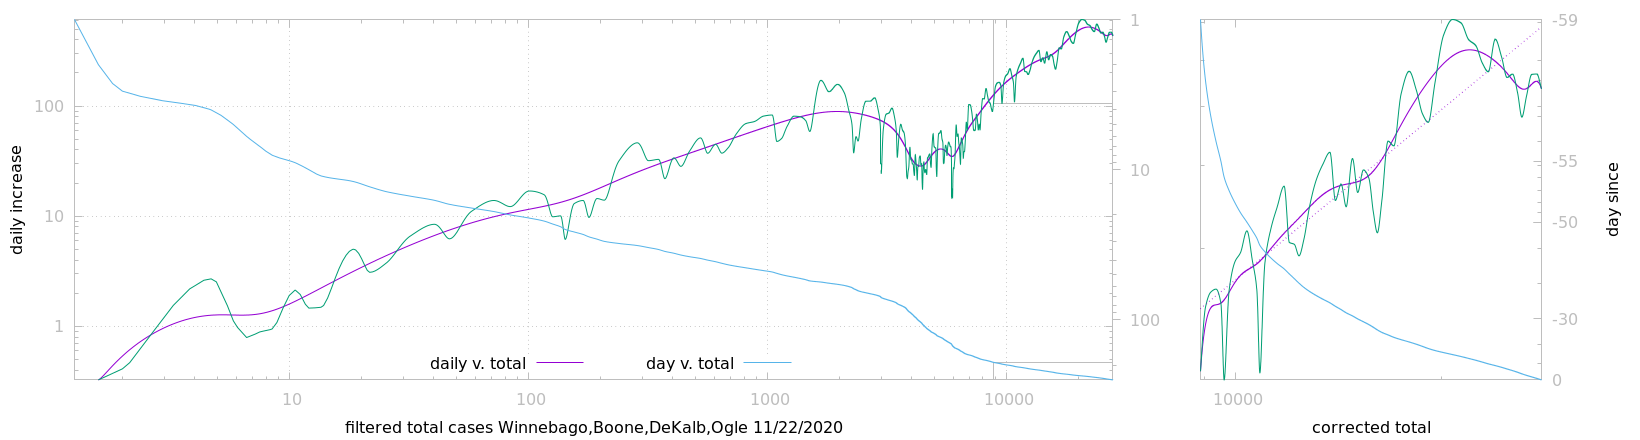 100
10
1
daily increase
10
100
1000
10000
filtered total cases Winnebago,Boone,DeKalb,Ogle 11/22/2020
daily v. total
day v. total
1
10
100
10000
corrected total
-59
-55
-50
-30
0
day since